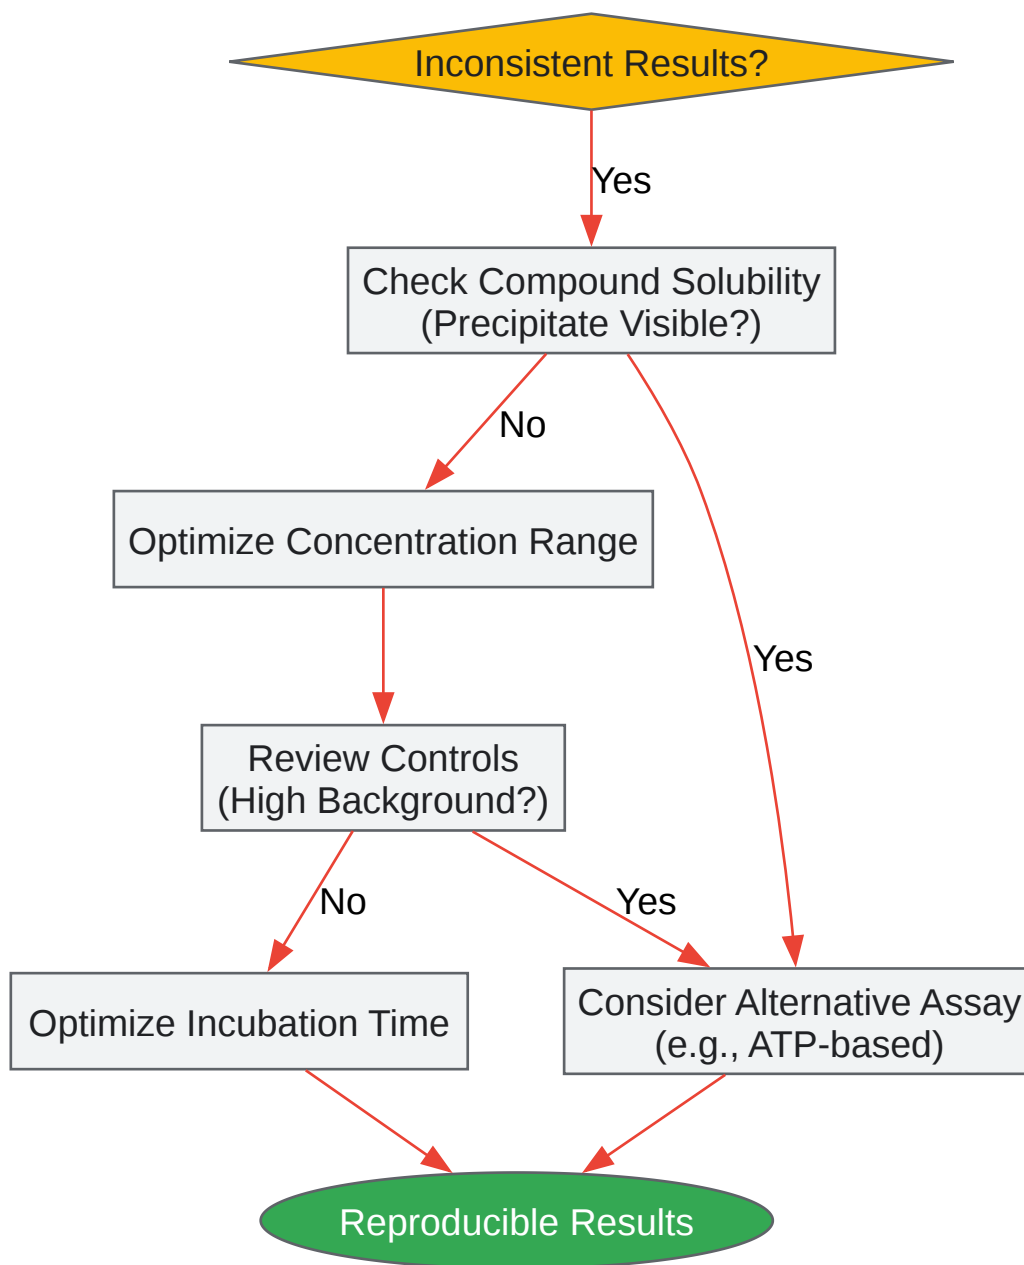 Inconsistent Results?
Yes
Check Compound Solubility
(Precipitate Visible?)
No
Optimize Concentration Range
Yes
Review Controls
(High Background?)
No
Yes
Optimize Incubation Time
Consider Alternative Assay
(e.g., ATP-based)
Reproducible Results